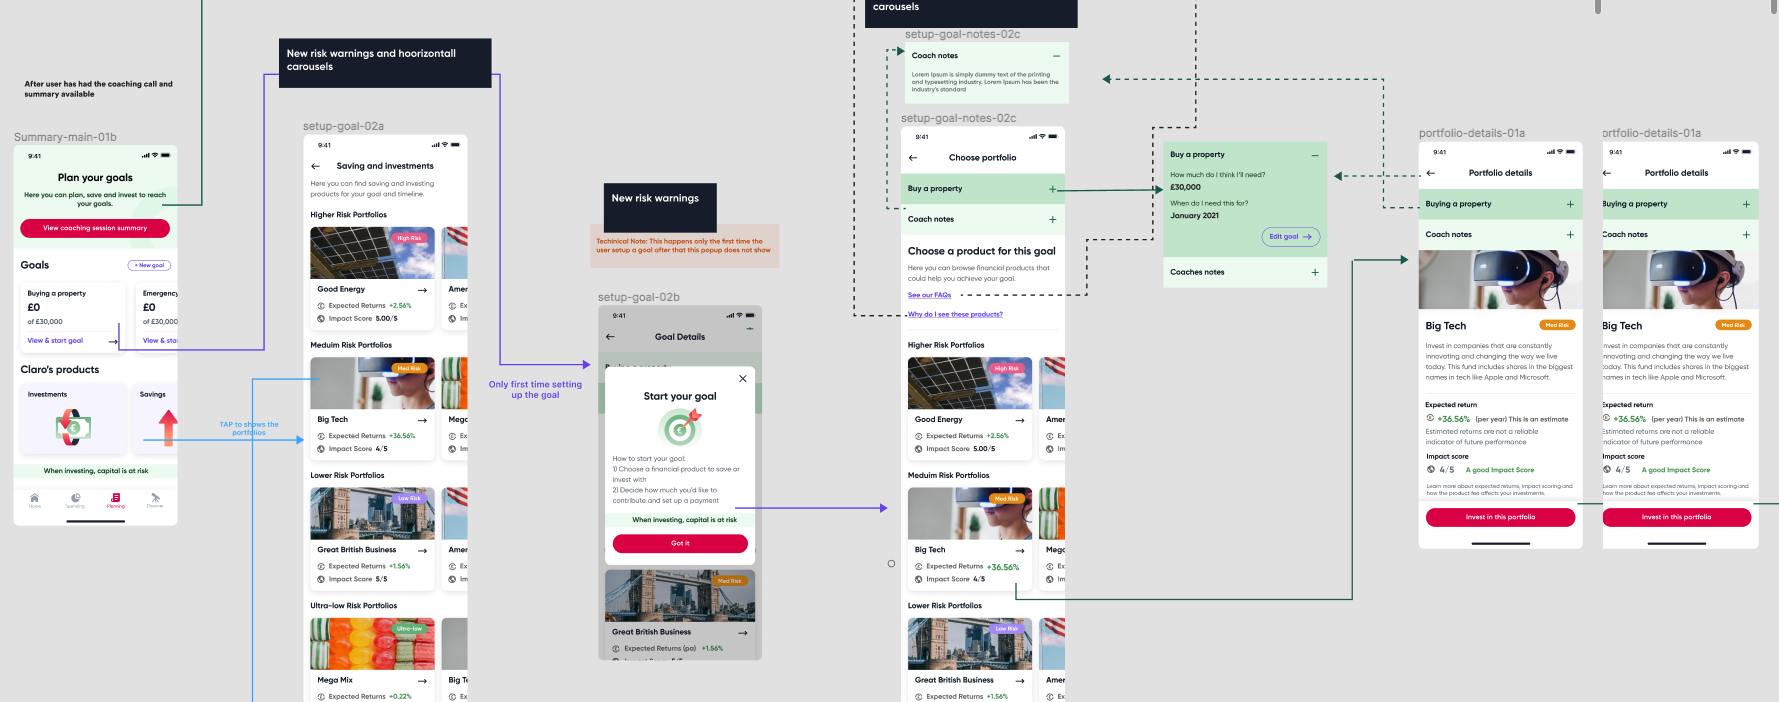 After user has had the coaching call and
summary available
Summary-main-01b
9:41
Plan your goals
Here you can plan, save and invest to reach
your goals.
View coaching session summary
Goals
+ New goal
Buying a property
£0
of £30,000
View & start goal
Emergency
£0
of £30,000
View & star
Claro's products
Investments
Savings
When investing, capital is at risk
Home
Spending
Planning
Discover
TAP to shows the
portfolios
New risk warnings and hoorizontall
carousels
setup-goal-02a
9:41
Saving and investments
Here you can find saving and investing
products for your goal and timeline.
Higher Risk Portfolios
High Risk
Good Energy
Expected Returns +2.56%
Impact Score 5.00/5
Amer
Ex
Im
Meduim Risk Portfolios
Med Risk
Big Tech
Expected Returns +36.56%
Impact Score 4/5
Mega
Ex
Im
Lower Risk Portfolios
Low Risk
Great British Business
Expected Returns +1.56%
Impact Score 5/5
Amer
Ex
Im
Ultra-low Risk Portfolios
Ultra-low
Mega Mix
Expected Returns +0.22%
Big Te
Ex
Only first time setting
up the goal
New risk warnings
Techinical Note: This happens only the first time the
user setup a goal after that this popup does not show
setup-goal-02b
9:41
Goal Details
Start your goal
How to start your goal:
1) Choose a financial product to save or
invest with
2) Decide how much you'd like to
contribute and set up a payment
When investing, capital is at risk
Got it
Med Risk
Great British Business
Expected Returns (pa) +1.56%
carousels
setup-goal-notes-02c
Coach notes
Lorem Ipsum is simply dummy text of the printing
and typesetting industry. Lorem Ipsum has been the
industry's standard
setup-goal-notes-02c
9:41
Choose portfolio
Buy a property
Coach notes
Choose a product for this goal
Here you can browse financial products that
could help you achieve your goal.
See our FAQs
Why do I see these products?
Higher Risk Portfolios
High Risk
Good Energy
Expected Returns +2.56%
Impact Score 5.00/5
Amer
Ex
Im
Meduim Risk Portfolios
Med Risk
Big Tech
Expected Returns +36.56%
Impact Score 4/5
Mega
Ex
Im
Lower Risk Portfolios
Low Risk
Great British Business
Expected Returns +1.56%
Amer
Ex
Buy a property
How much do I think I'll need?
£30,000
When do I need this for?
January 2021
Edit goal
Coaches notes
portfolio-details-01a
9:41
Portfolio details
Buying a property
Coach notes
Big Tech
Med Risk
Invest in companies that are constantly
innovating and changing the way we live
today. This fund includes shares in the biggest
names in tech like Apple and Microsoft.
Expected return
+36.56% (per year) This is an estimate
Estimated returns are not a reliable
indicator of future performance
Impact score
4/5 A good Impact Score
Learn more about expected returns, impact scoring and
how the product fee affects your investments.
Invest in this portfolio
ortfolio-details-01a
9:41
Portfolio details
Buying a property
Coach notes
Big Tech
Med Risk
nvest in companies that are constantly
nnovating and changing the way we live
oday. This fund includes shares in the biggest
names in tech like Apple and Microsoft.
Expected return
+36.56% (per year) This is an estimate
Estimated returns are not a reliable
ndicator of future performance
Impact score
4/5 A good Impact Score
Learn more about expected returns, impact scoring and
how the product fee affects your investments.
Invest in this portfolio